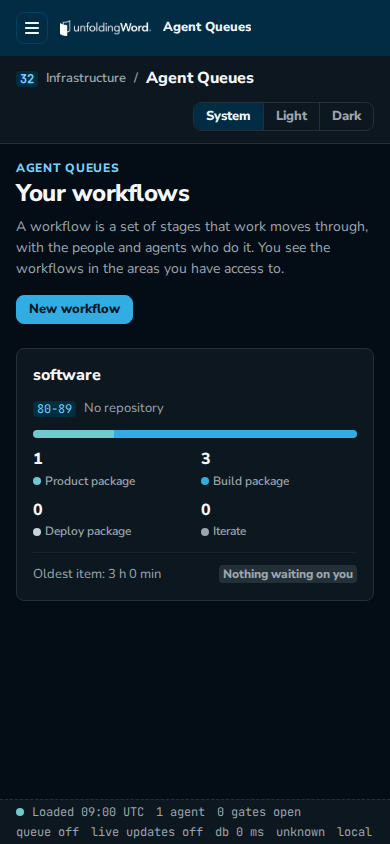 unfoldingWord. Agent Queues
32 Infrastructure / Agent Queues
System Light Dark
AGENT QUEUES
Your workflows
A workflow is a set of stages that work moves through,
with the people and agents who do it. You see the
workflows in the areas you have access to.
New workflow
software
80-89 No repository
1 3
Product package Build package
0 0
Deploy package Iterate
Oldest item: 3 h 0 min Nothing waiting on you
Loaded 09:00 UTC 1 agent 0 gates open
queue off live updates off db 0 ms unknown local